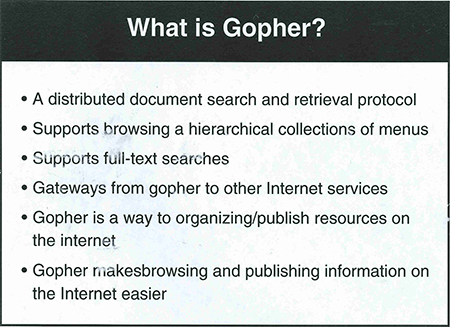 What is Gopher?
• A distributed document search and retrieval protocol
• Supports browsing a hierarchical collections of menus
• Supports full-text searches
• Gateways from gopher to other Internet services
• Gopher is a way to organizing/publish resources on
the internet
• Gopher makesbrowsing and publishing information on
the Internet easier